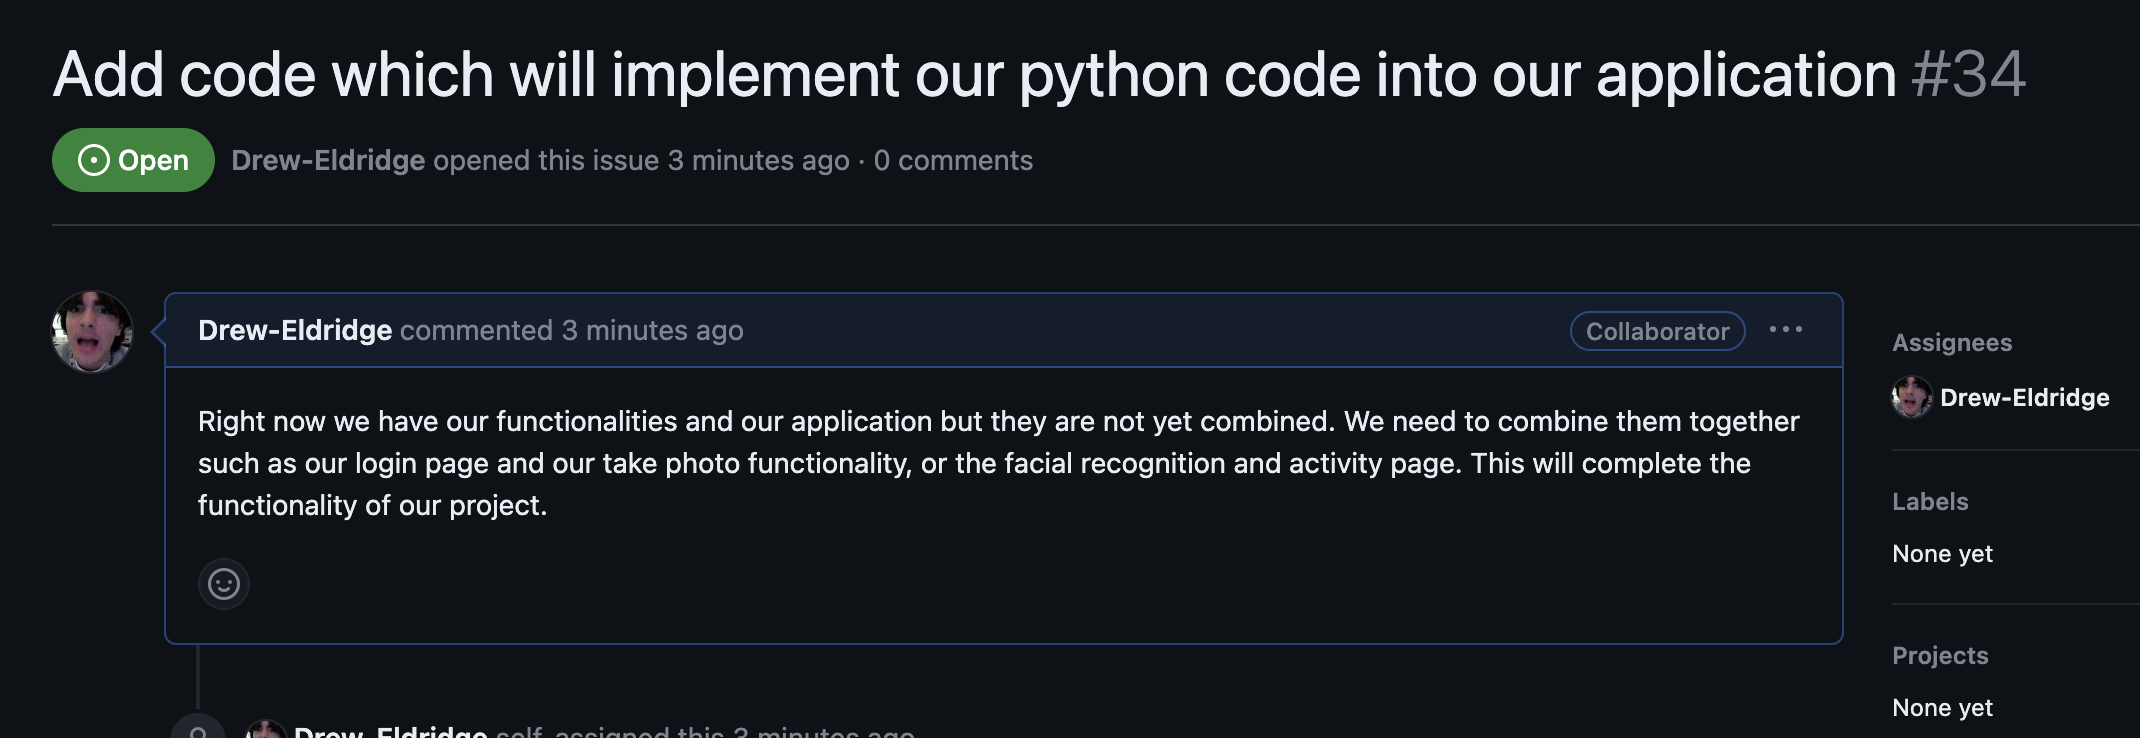 Add code which will implement our python code into our application #34
Open Drew-Eldridge opened this issue 3 minutes ago · 0 comments
Drew-Eldridge commented 3 minutes ago Collaborator ...
Right now we have our functionalities and our application but they are not yet combined. We need to combine them together
such as our login page and our take photo functionality, or the facial recognition and activity page. This will complete the
functionality of our project.
Drew-Eldridge self-assigned this 3 minutes ago
Assignees
Drew-Eldridge
Labels
None yet
Projects
None yet